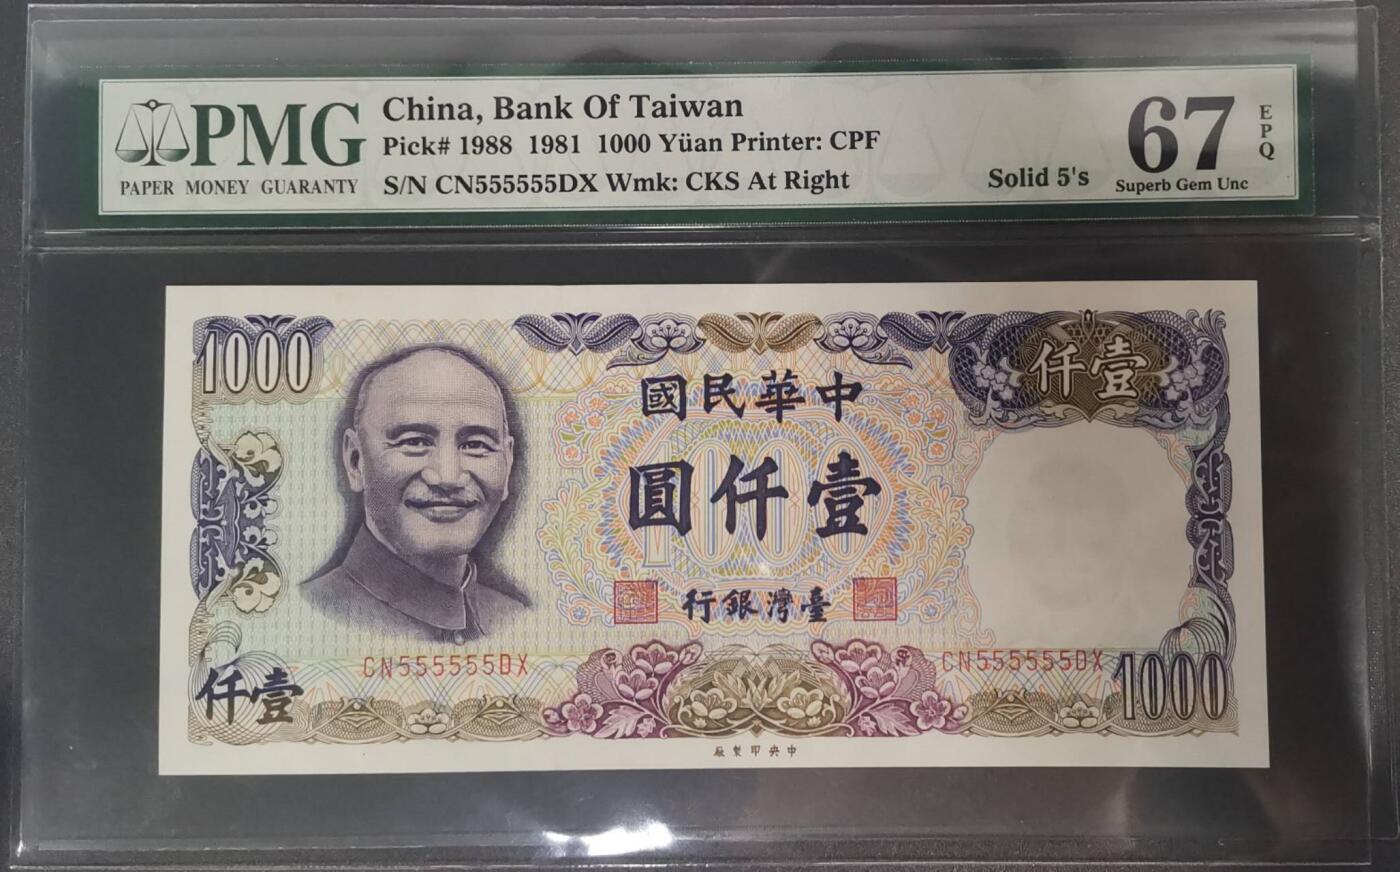 PMG
PAPER MONEY GUARANTY
China, Bank Of Taiwan
Pick# 1988 1981 1000 Yüan Printer: CPF
S/N CN555555DX Wmk: CKS At Right
Solid 5's
67
EPQ
Superb Gem Unc
1000
仟壹
國民華中
圓仟壹
1000
行銀灣臺
CN555555DX
CN555555DX
仟壹
1000
廠製印央中